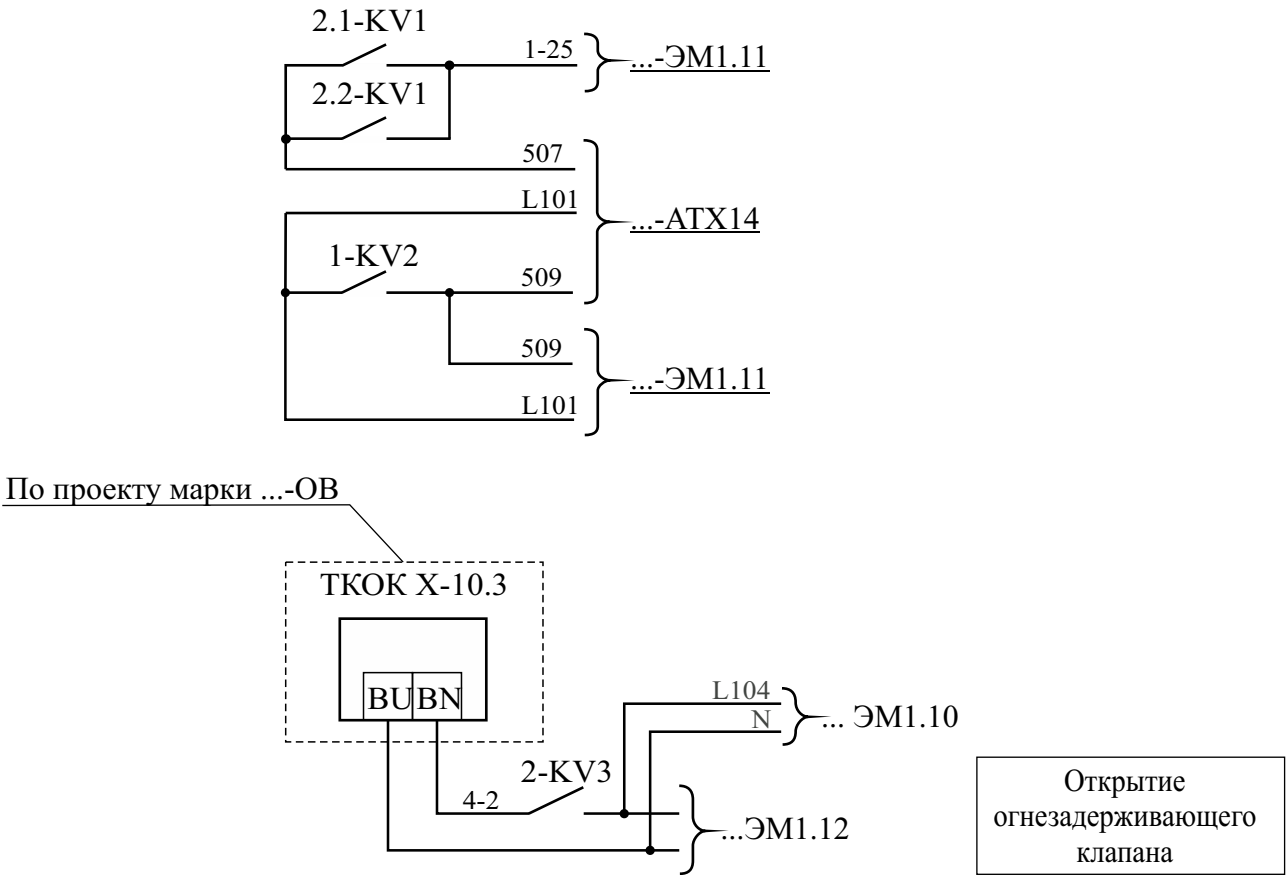 2.1-KV1
1-25
...-ЭМ1.11
2.2-KV1
507
L101
...-АТХ14
1-KV2
509
509
...-ЭМ1.11
L101
По проекту марки ...-ОВ
ТКОК Х-10.3
BU BN
L104
N
... ЭМ1.10
2-KV3
4-2
...ЭМ1.12
Открытие
огнезадерживающего
клапана